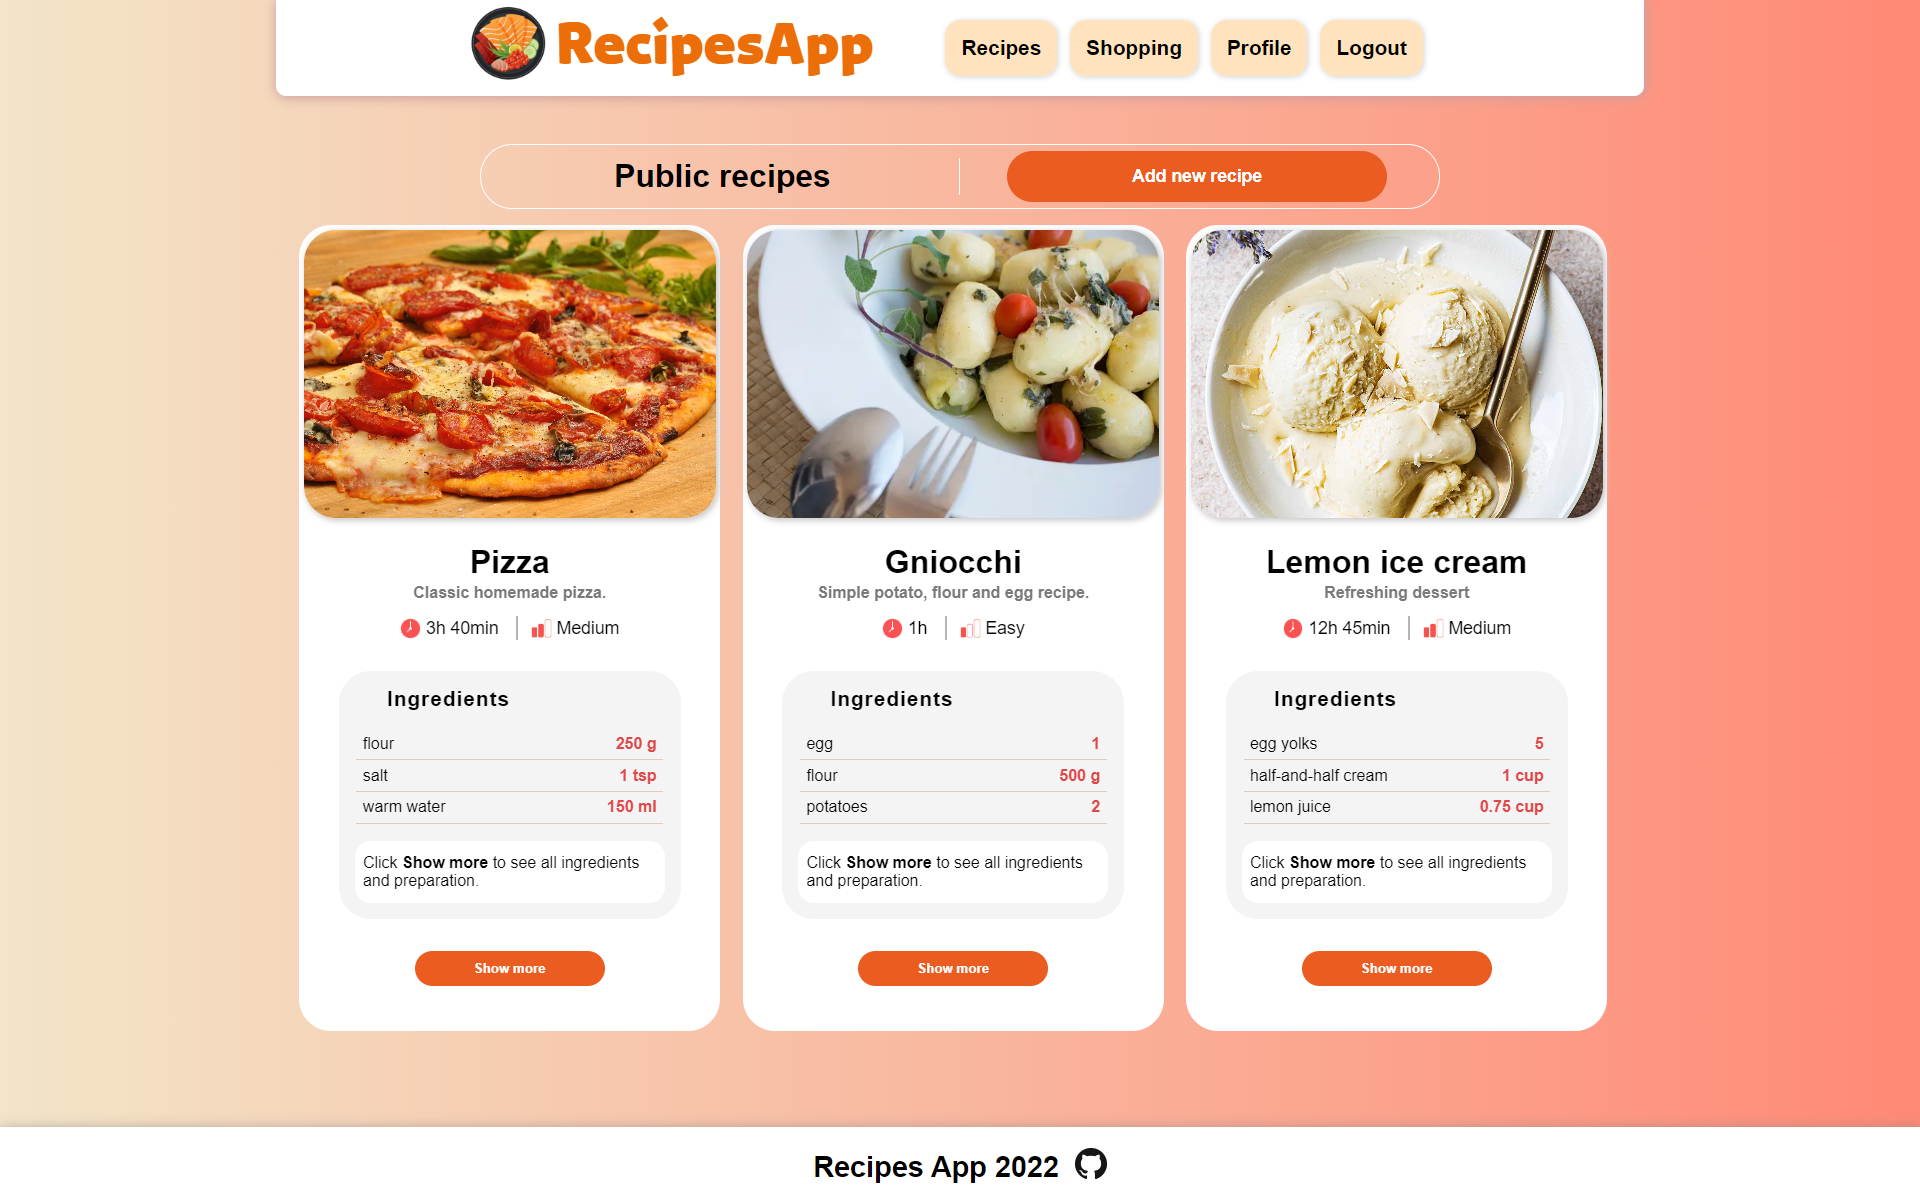 RecipesApp
Recipes
Shopping
Profile
Logout
Public recipes
Add new recipe
Pizza
Classic homemade pizza.
3h 40min
Medium
Ingredients
flour 250 g
salt 1 tsp
warm water 150 ml
Click Show more to see all ingredients
and preparation.
Show more
Gniocchi
Simple potato, flour and egg recipe.
1h
Easy
Ingredients
egg 1
flour 500 g
potatoes 2
Click Show more to see all ingredients
and preparation.
Show more
Lemon ice cream
Refreshing dessert
12h 45min
Medium
Ingredients
egg yolks 5
half-and-half cream 1 cup
lemon juice 0.75 cup
Click Show more to see all ingredients
and preparation.
Show more
Recipes App 2022